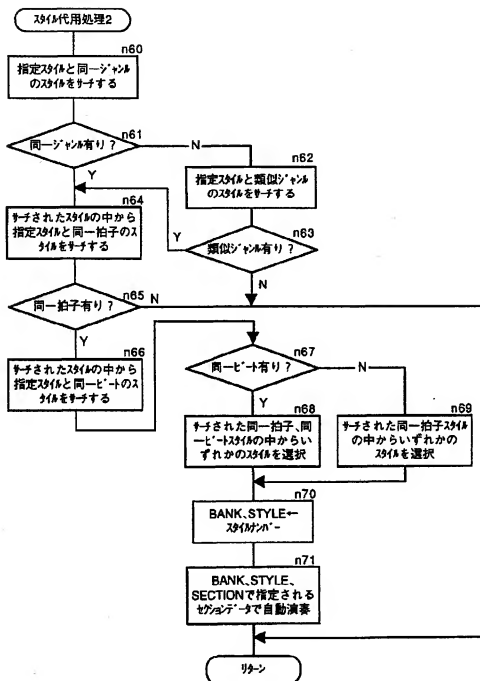 スタイル代用処理2
n60
指定スタイルと同一ジャンル
のスタイルをサーチする
n61
同一ジャンル有り？
N
Y
n62
指定スタイルと類似ジャンル
のスタイルをサーチする
n63
類似ジャンル有り？
Y
N
n64
サーチされたスタイルの中から
指定スタイルと同一拍子のス
タイルをサーチする
n65
同一拍子有り？
N
Y
n66
サーチされたスタイルの中から
指定スタイルと同一ビートのス
タイルをサーチする
n67
同一ビート有り？
N
Y
n68
サーチされた同一拍子、同
一ビートスタイルの中からい
ずれかのスタイルを選択
n69
サーチされた同一拍子スタイル
の中からいずれかの
スタイルを選択
n70
BANK、STYLE←
スタイルナンバー
n71
BANK、STYLE、
SECTIONで指定される
セクションデータで自動演奏
リターン